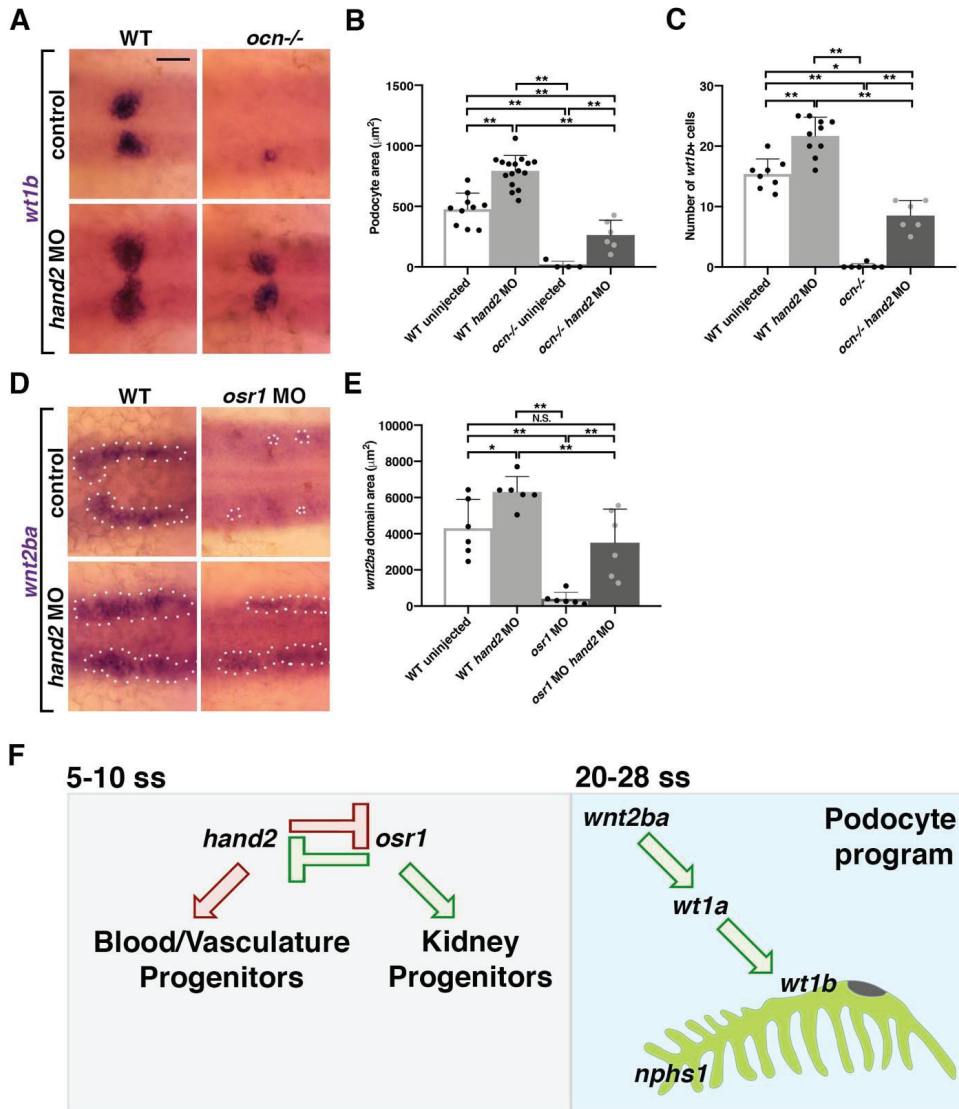 A
WT
ocn-/-
control
hand2 MO
wt1b
B
Podocyte area (μm2)
1500
1000
500
0
**
**
** **
** **
WT uninjected
WT hand2 MO
ocn-/- uninjected
ocn-/- hand2 MO
C
Number of wt1b+ cells
30
20
10
0
**
*
** **
** **
WT uninjected
WT hand2 MO
ocn-/-
ocn-/- hand2 MO
D
WT
osr1 MO
control
hand2 MO
wnt2ba
E
wnt2ba domain area (μm2)
10000
8000
6000
4000
2000
0
**
N.S.
** **
* **
WT uninjected
WT hand2 MO
osr1 MO
osr1 MO hand2 MO
F
5-10 ss
hand2
osr1
Blood/Vasculature
Progenitors
Kidney
Progenitors
20-28 ss
wnt2ba
Podocyte
program
wt1a
wt1b
nphs1